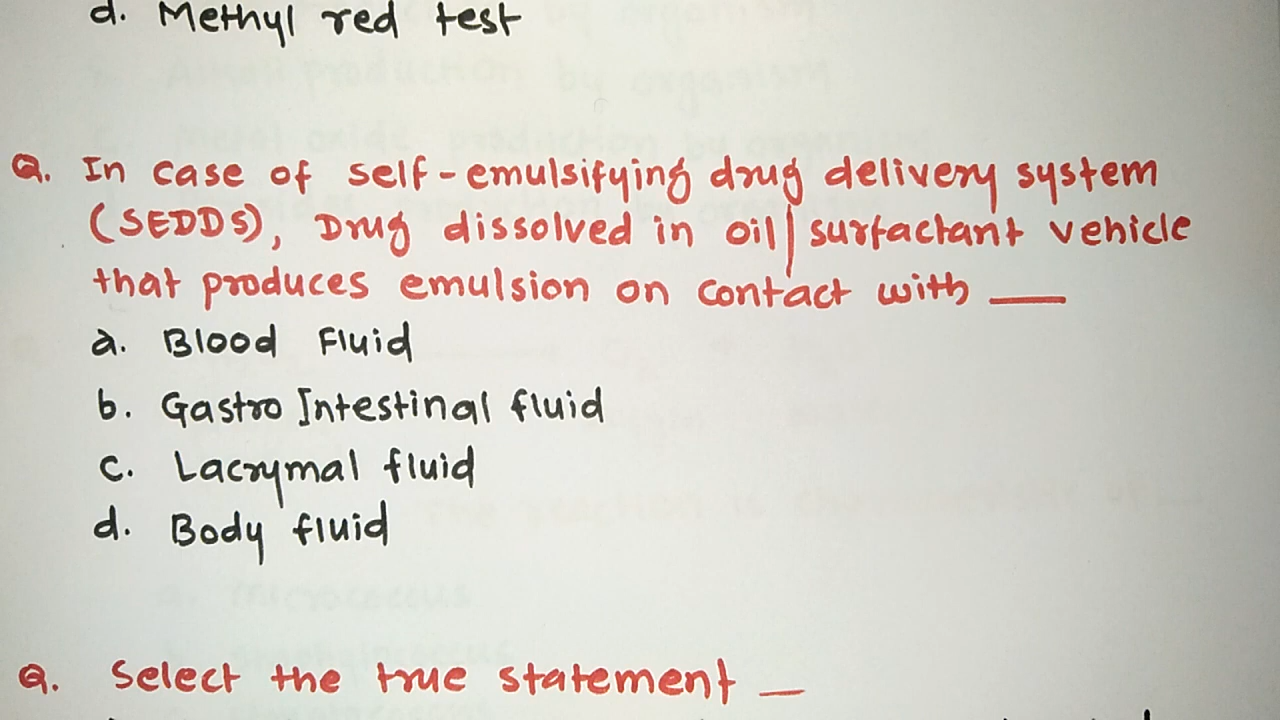 d. Methyl red test
Q. In case of self-emulsifying drug delivery system
(SEDDS), Drug dissolved in oil/surfactant vehicle
that produces emulsion on contact with ___
a. Blood Fluid
b. Gastro Intestinal fluid
c. Lacrymal fluid
d. Body fluid
Q. Select the true statement __